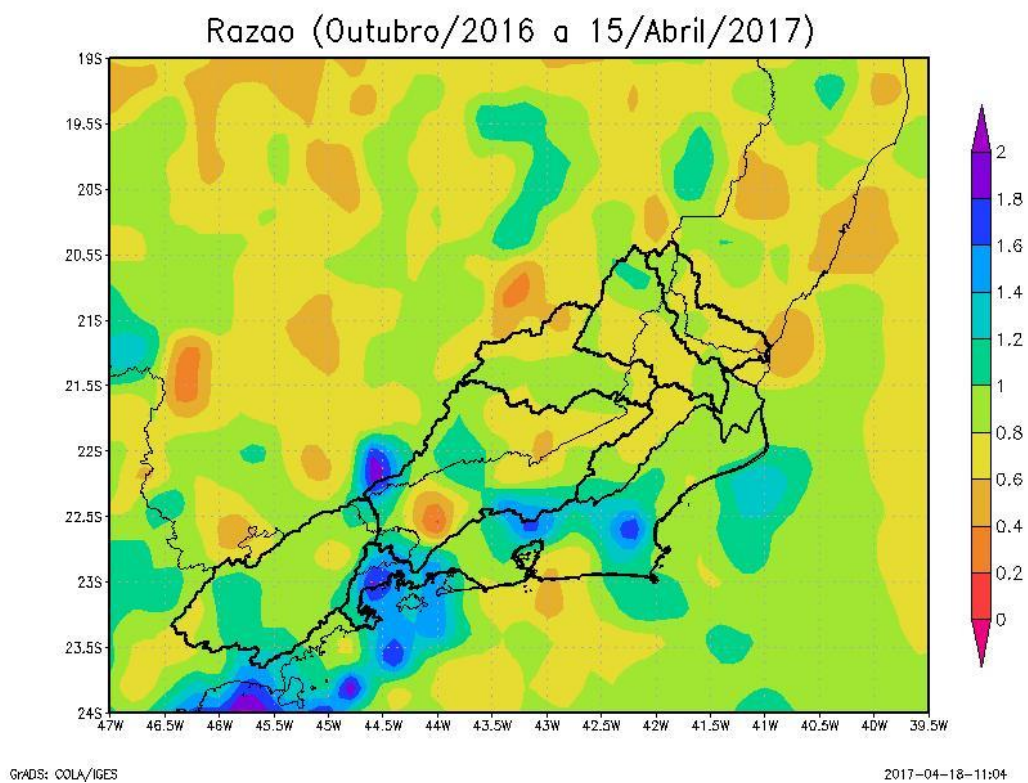 Razao (Outubro/2016 a 15/Abril/2017)
19S
19.5S
20S
20.5S
21S
21.5S
22S
22.5S
23S
23.5S
24S
47W 46.5W 46W 45.5W 45W 44.5W 44W 43.5W 43W 42.5W 42W 41.5W 41W 40.5W 40W 39.5W
2
1.8
1.6
1.4
1.2
1
0.8
0.6
0.4
0.2
0
GrADS: COLA/IGES 2017-04-18-11:04